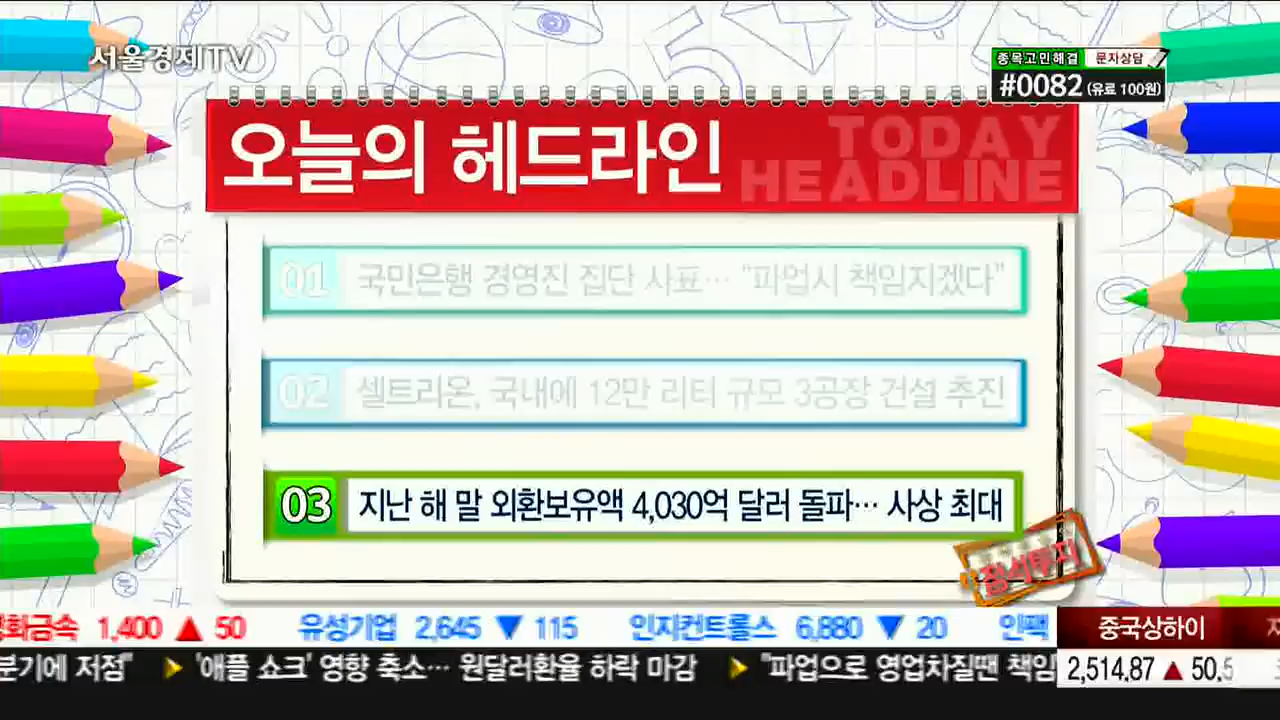 서울경제TV
종목고민해결 문자상담
#0082 (유료 100원)
오늘의 헤드라인
TODAY
HEADLINE
01 국민은행 경영진 집단 사표… "파업시 책임지겠다"
02 셀트리온, 국내에 12만 리터 규모 3공장 건설 추진
03 지난 해 말 외환보유액 4,030억 달러 돌파… 사상 최대
화금속 1,400 ▲ 50 유성기업 2,645 ▼ 115 인지컨트롤스 6,880 ▼ 20 인팩
중국상하이
분기에 저점" ▶ '애플 쇼크' 영향 축소… 원달러환율 하락 마감 ▶ "파업으로 영업차질땐 책임
2,514.87 ▲ 50.5